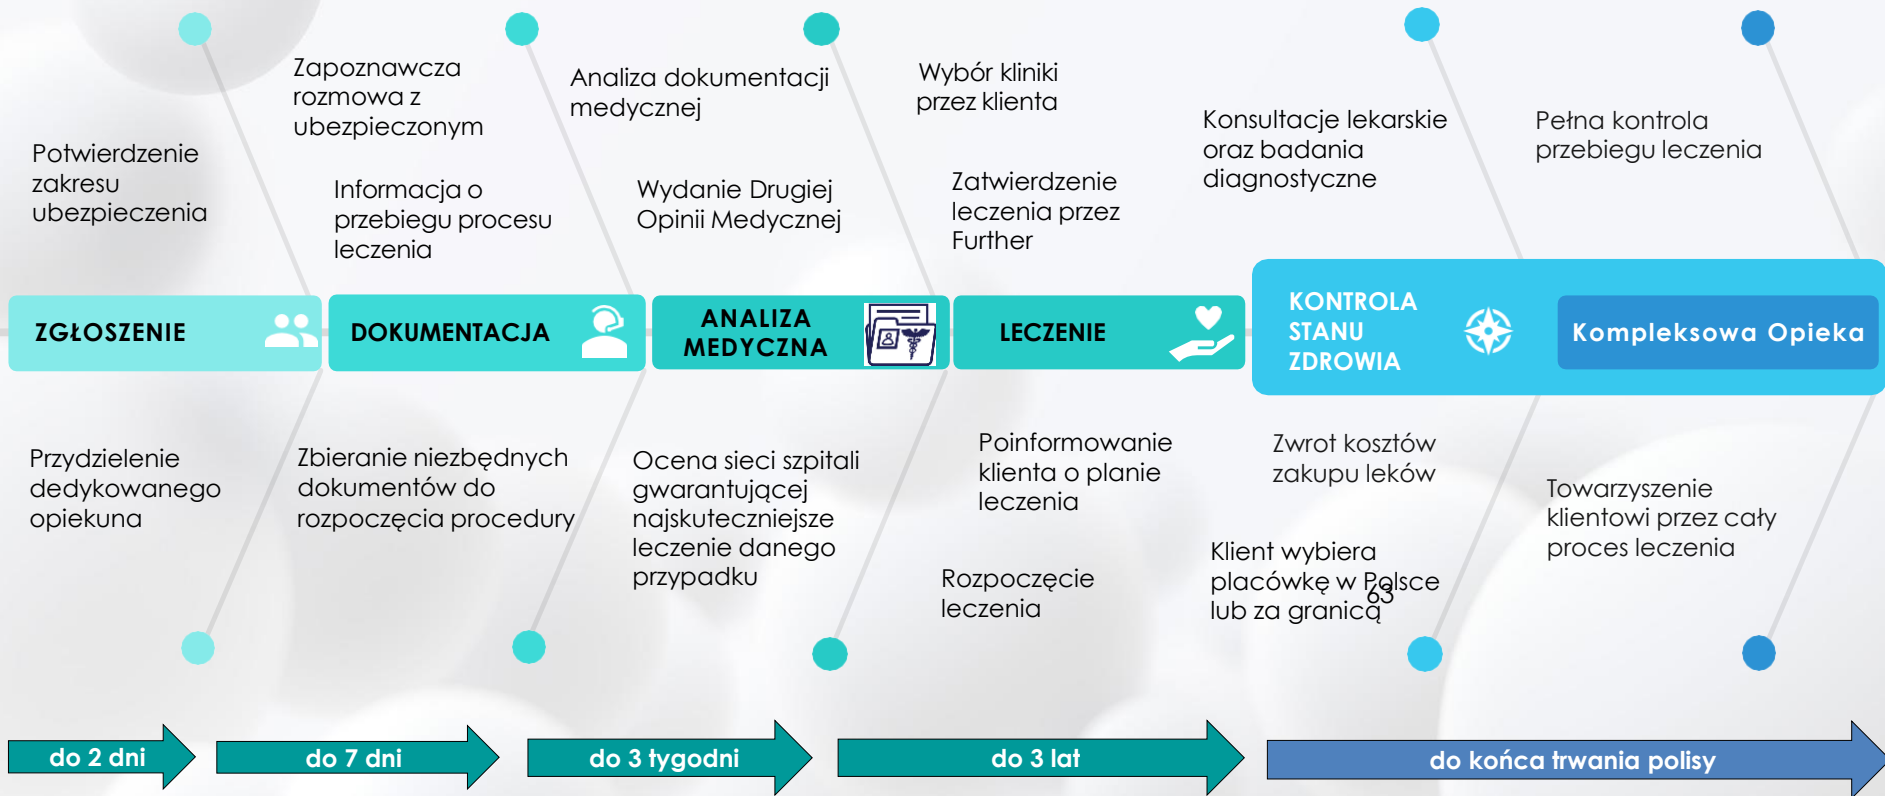 Potwierdzenie
zakresu
ubezpieczenia
Zapoznawcza
rozmowa z
ubezpieczonym
Informacja o
przebiegu procesu
leczenia
Analiza dokumentacji
medycznej
Wydanie Drugiej
Opinii Medycznej
Wybór kliniki
przez klienta
Zatwierdzenie
leczenia przez
Further
Konsultacje lekarskie
oraz badania
diagnostyczne
Pełna kontrola
przebiegu leczenia
ZGŁOSZENIE
DOKUMENTACJA
ANALIZA
MEDYCZNA
LECZENIE
KONTROLA
STANU
ZDROWIA
Kompleksowa Opieka
Przydzielenie
dedykowanego
opiekuna
Zbieranie niezbędnych
dokumentów do
rozpoczęcia procedury
Ocena sieci szpitali
gwarantującej
najskuteczniejsze
leczenie danego
przypadku
Poinformowanie
klienta o planie
leczenia
Rozpoczęcie
leczenia
Zwrot kosztów
zakupu leków
Klient wybiera
placówkę w Polsce
lub za granicą
63
Towarzyszenie
klientowi przez cały
proces leczenia
do 2 dni
do 7 dni
do 3 tygodni
do 3 lat
do końca trwania polisy